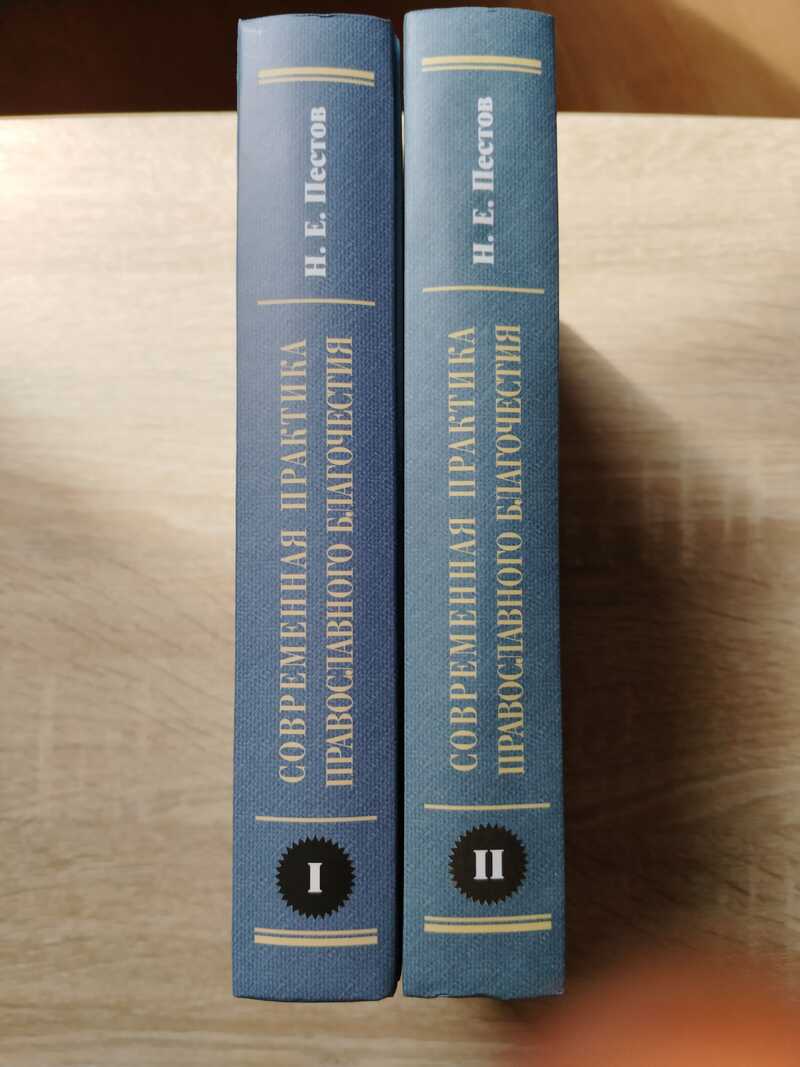 Н. Е. Пестов
СОВРЕМЕННАЯ ПРАКТИКА
ПРАВОСЛАВНОГО БЛАГОЧЕСТИЯ
I
Н. Е. Пестов
СОВРЕМЕННАЯ ПРАКТИКА
ПРАВОСЛАВНОГО БЛАГОЧЕСТИЯ
II